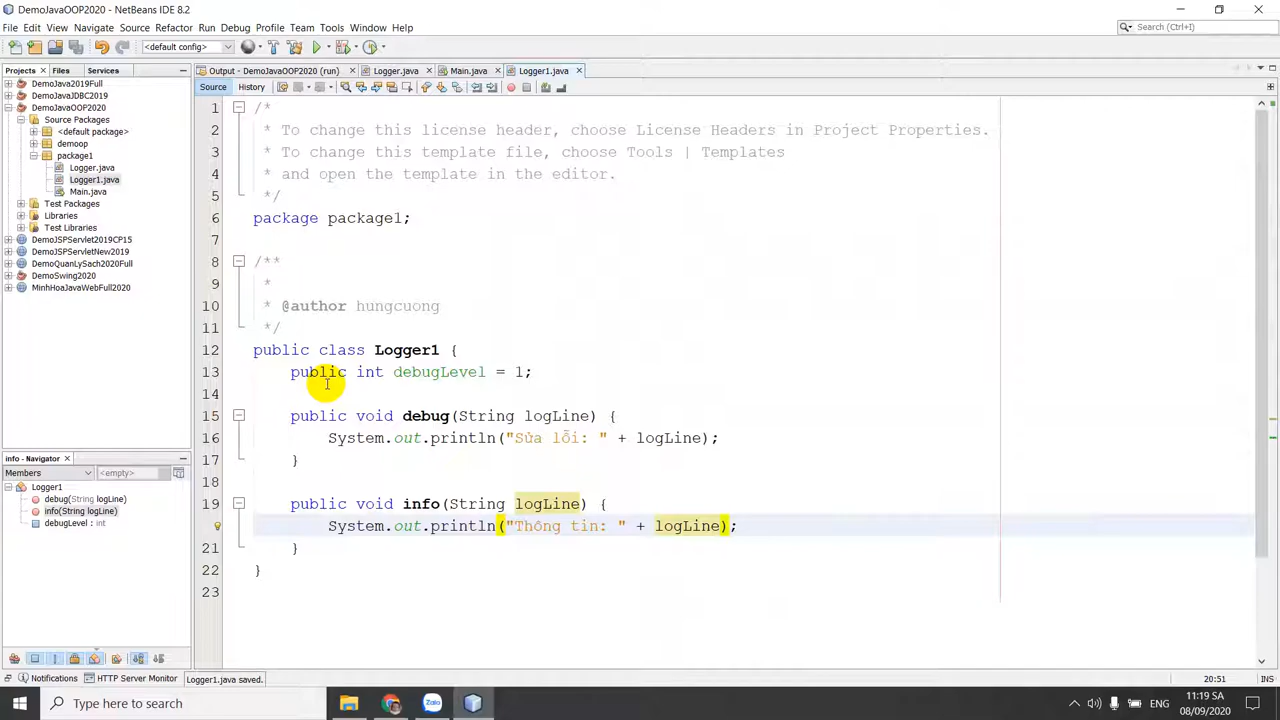 DemoJavaOOP2020 - NetBeans IDE 8.2
File Edit View Navigate Source Refactor Run Debug Profile Team Tools Window Help
Search (Ctrl+I)
<default config>
Projects Files Services
Output - DemoJavaOOP2020 (run) Logger.java Main.java Logger1.java
Source History
DemoJava2019Full
DemoJavaJDBC2019
DemoJavaOOP2020
Source Packages
<default package>
demoop
package1
Logger.java
Logger1.java
Main.java
Test Packages
Libraries
Test Libraries
DemoJSPServlet2019CP15
DemoJSPServletNew2019
DemoQuanLySach2020Full
DemoSwing2020
MinhHoaJavaWebFull2020
info - Navigator
Members <empty>
Logger1
debug(String logLine)
info(String logLine)
debugLevel : int
1 /*
2 * To change this license header, choose License Headers in Project Properties.
3 * To change this template file, choose Tools | Templates
4 * and open the template in the editor.
5 */
6 package package1;
7
8 /**
9 *
10 * @author hungcuong
11 */
12 public class Logger1 {
13 public int debugLevel = 1;
14
15 public void debug(String logLine) {
16 System.out.println("Sửa lỗi: " + logLine);
17 }
18
19 public void info(String logLine) {
System.out.println("Thông tin: " + logLine);
21 }
22 }
23
Notifications HTTP Server Monitor Logger1.java saved. 20:51 INS
Type here to search
Zalo
ENG
11:19 SA
08/09/2020